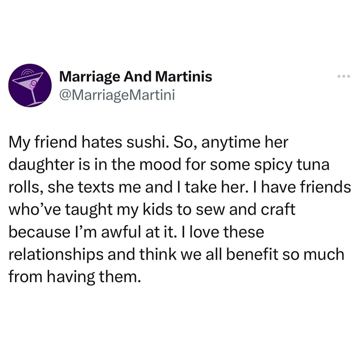 Marriage And Martinis
@MarriageMartini
My friend hates sushi. So, anytime her
daughter is in the mood for some spicy tuna
rolls, she texts me and I take her. I have friends
who’ve taught my kids to sew and craft
because I’m awful at it. I love these
relationships and think we all benefit so much
from having them.